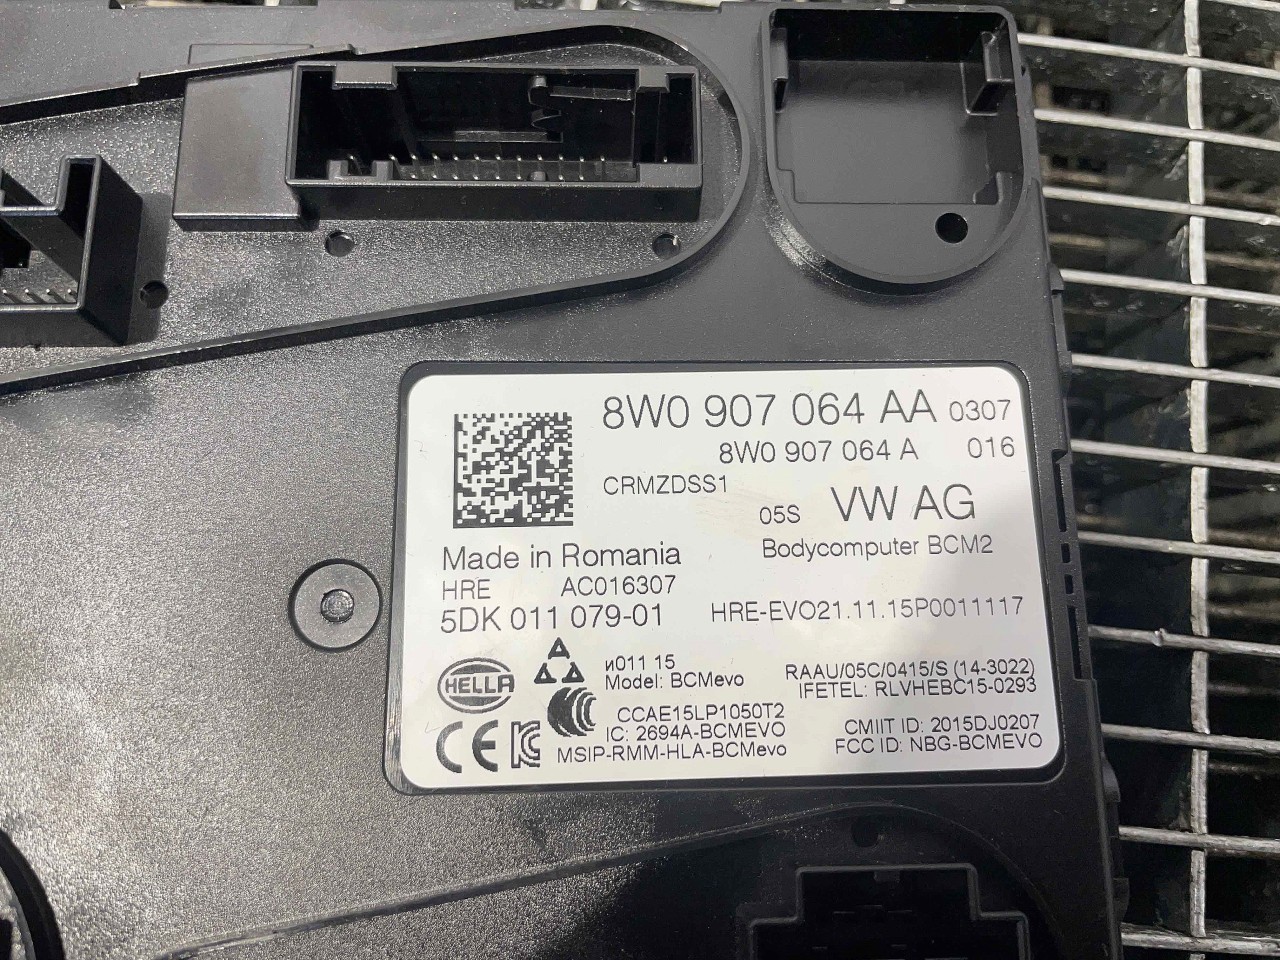 8W0 907 064 AA 0307
8W0 907 064 A 016
CRMZDSS1
05S VW AG
Made in Romania Bodycomputer BCM2
HRE AC016307
5DK 011 079-01 HRE-EVO21.11.15P0011117
HELLA
A
и011 15
Model: BCMevo
RAAU/05C/0415/S (14-3022)
IFETEL: RLVHEBC15-0293
CE
CCAE15LP1050T2
IC: 2694A-BCMEVO
MSIP-RMM-HLA-BCMevo
CMIIT ID: 2015DJ0207
FCC ID: NBG-BCMEVO